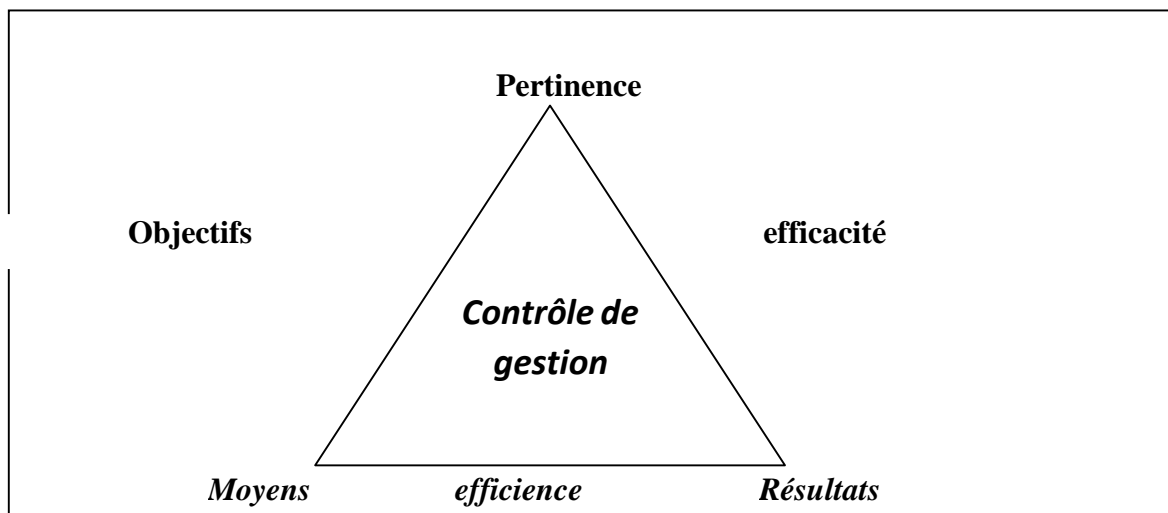 Pertinence
Objectifs efficacité
Contrôle de
gestion
Moyens efficience Résultats